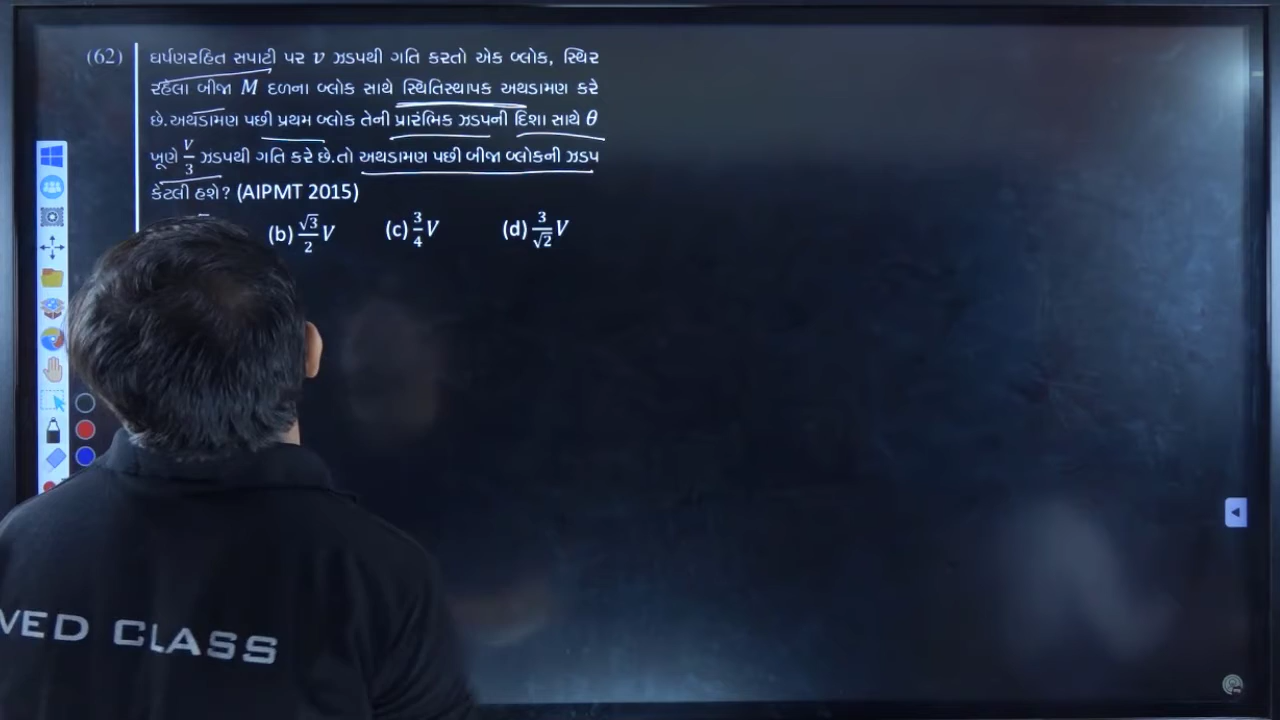 (62) ઘર્ષણરહિત સપાટી પર v ઝડપથી ગતિ કરતો એક બ્લોક, સ્થિર
રહેલા બીજા M દળના બ્લોક સાથે સ્થિતિસ્થાપક અથડામણ કરે
છે.અથડામણ પછી પ્રથમ બ્લોક તેની પ્રારંભિક ઝડપની દિશા સાથે θ
ખૂણે V/3 ઝડપથી ગતિ કરે છે.તો અથડામણ પછી બીજા બ્લોકની ઝડપ
કેટલી હશે? (AIPMT 2015)
(b) √3/2 V (c) 3/4 V (d) 3/√2 V
VED CLASS